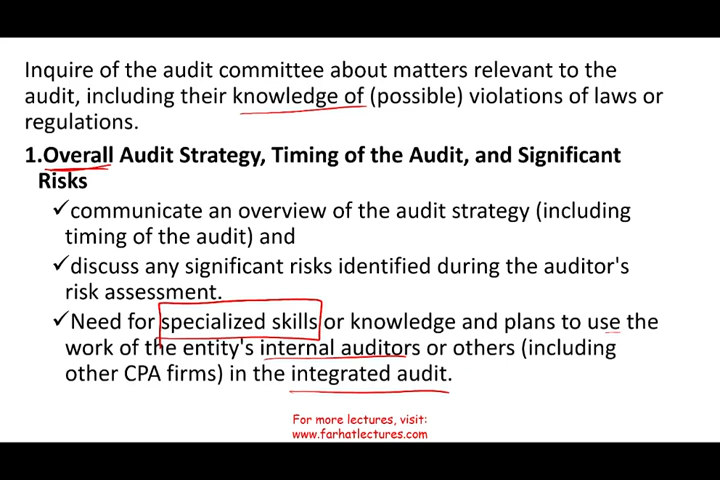 Inquire of the audit committee about matters relevant to the
audit, including their knowledge of (possible) violations of laws or
regulations.
1.Overall Audit Strategy, Timing of the Audit, and Significant
Risks
✓communicate an overview of the audit strategy (including
timing of the audit) and
✓discuss any significant risks identified during the auditor's
risk assessment.
✓Need for specialized skills or knowledge and plans to use the
work of the entity's internal auditors or others (including
other CPA firms) in the integrated audit.
For more lectures, visit:
www.farhatlectures.com